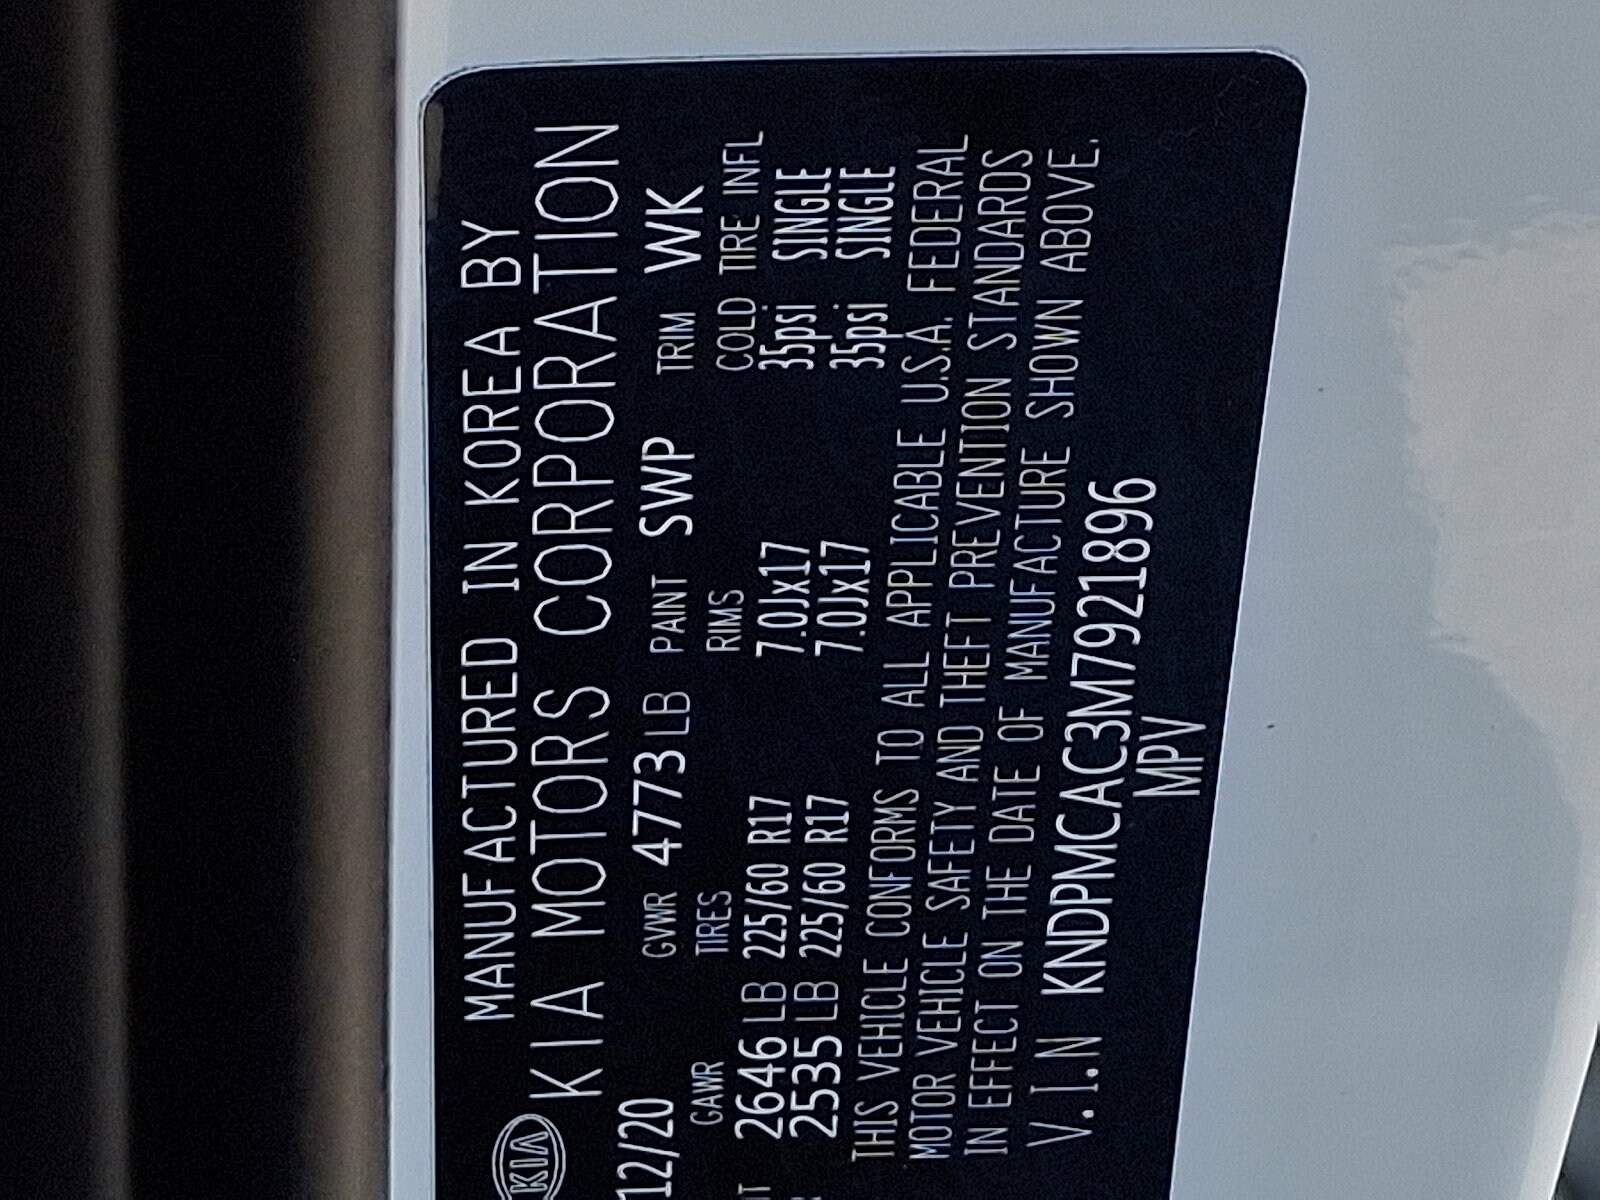 KIA
MANUFACTURED IN KOREA BY
KIA MOTORS CORPORATION
12/20 GVWR 4773 LB PAINT SWP TRIM WK
GAWR TIRES RIMS COLD TIRE INFL
2646 LB 225/60 R17 7.0Jx17 35psi SINGLE
2535 LB 225/60 R17 7.0Jx17 35psi SINGLE
THIS VEHICLE CONFORMS TO ALL APPLICABLE U.S.A. FEDERAL
MOTOR VEHICLE SAFETY AND THEFT PREVENTION STANDARDS
IN EFFECT ON THE DATE OF MANUFACTURE SHOWN ABOVE.
V.I.N KNDPMCAC3M7921896
MPV